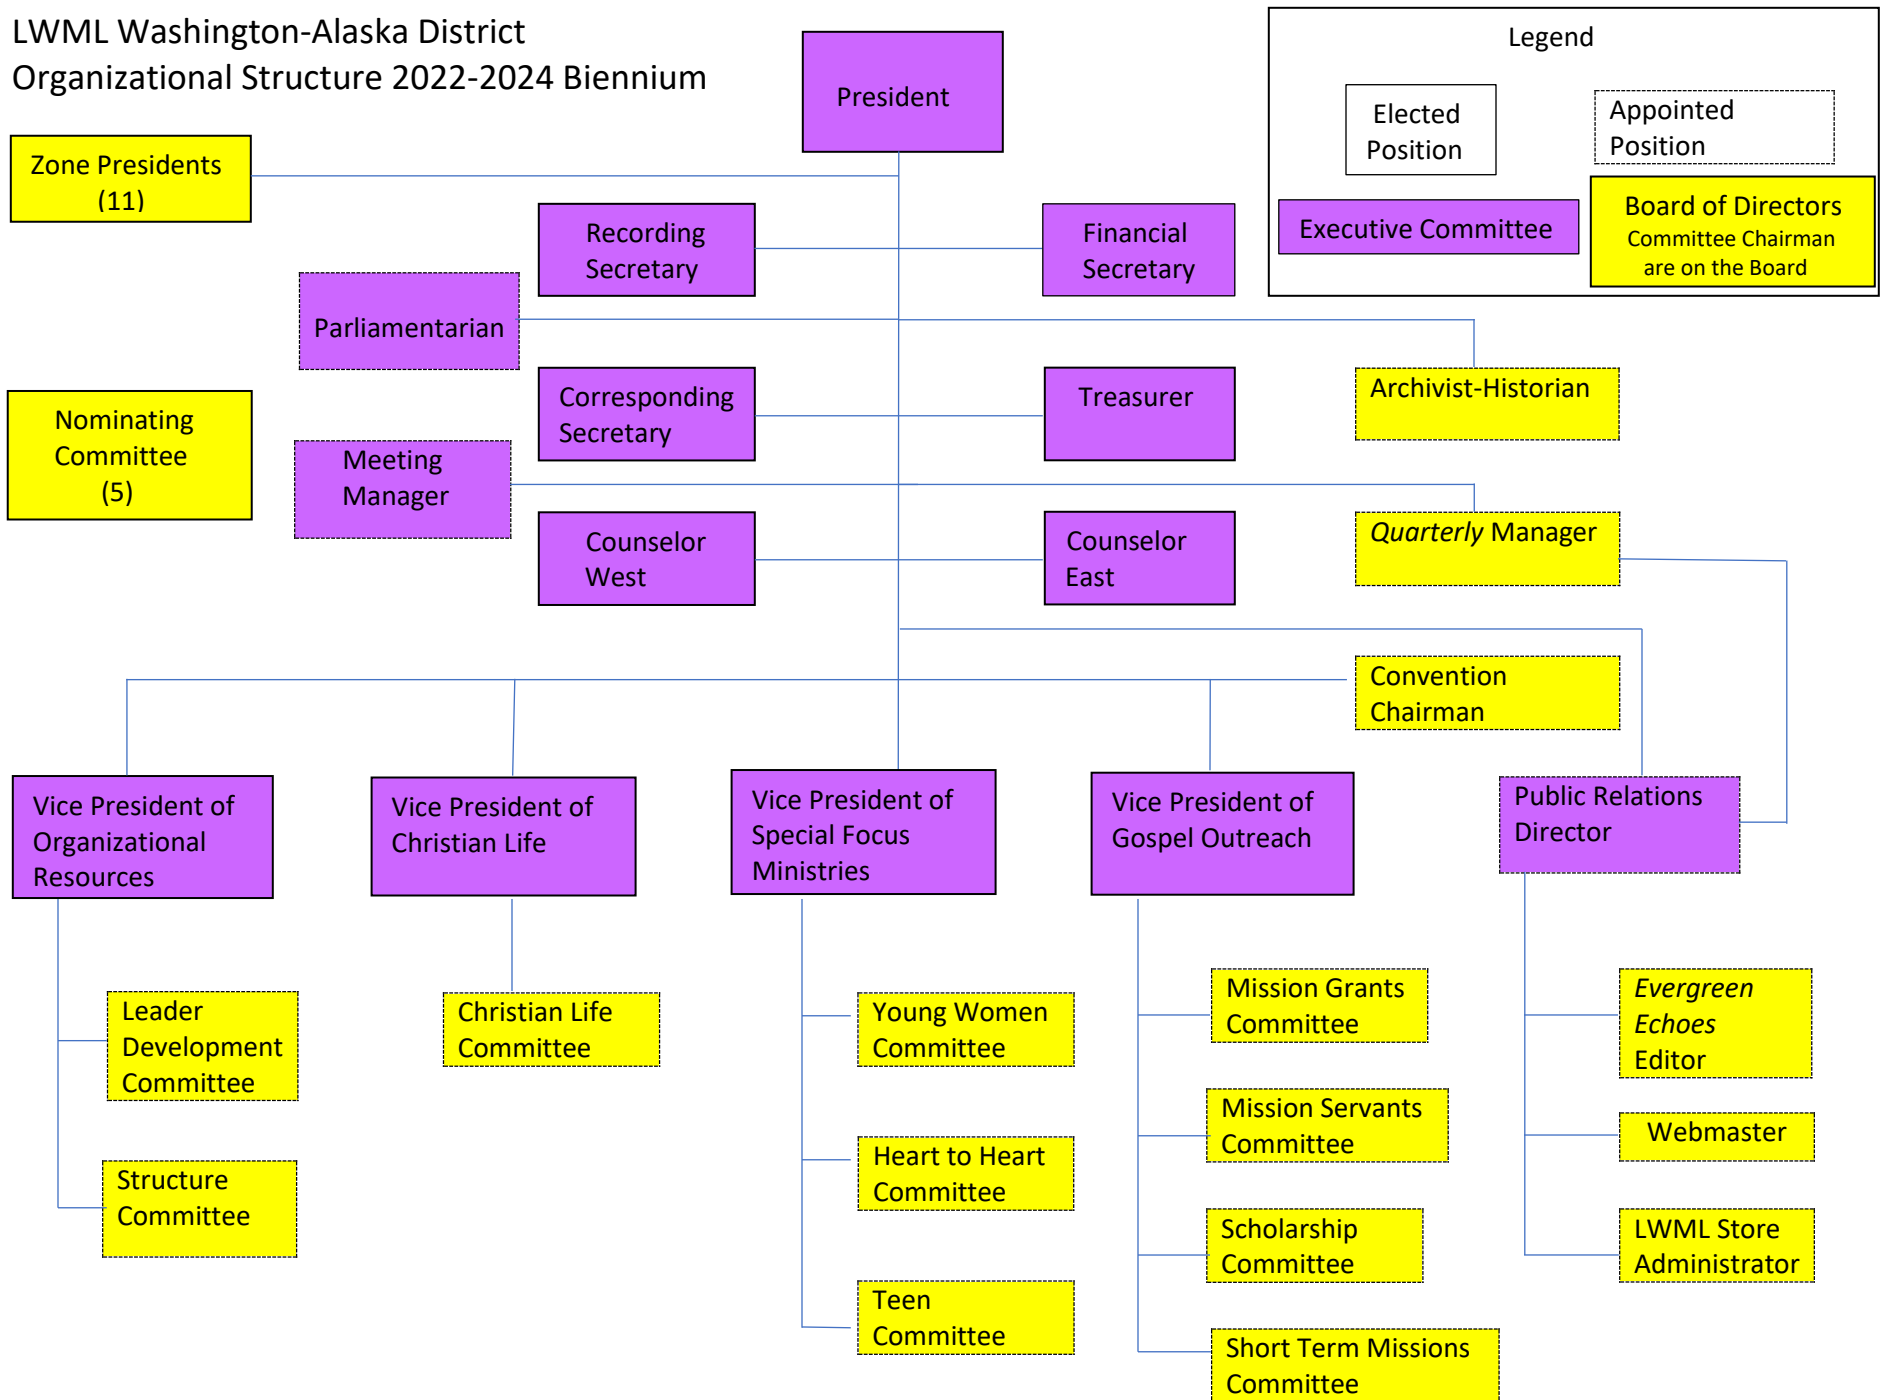 LWML Washington-Alaska District
Organizational Structure 2022-2024 Biennium
President
Legend
Elected
Position
Appointed
Position
Executive Committee
Board of Directors
Committee Chairman
are on the Board
Zone Presidents
(11)
Recording
Secretary
Financial
Secretary
Parliamentarian
Nominating
Committee
(5)
Corresponding
Secretary
Treasurer
Archivist-Historian
Meeting
Manager
Counselor
West
Counselor
East
Quarterly Manager
Convention
Chairman
Vice President of
Organizational
Resources
Vice President of
Christian Life
Vice President of
Special Focus
Ministries
Vice President of
Gospel Outreach
Public Relations
Director
Leader
Development
Committee
Structure
Committee
Christian Life
Committee
Young Women
Committee
Heart to Heart
Committee
Teen
Committee
Mission Grants
Committee
Mission Servants
Committee
Scholarship
Committee
Short Term Missions
Committee
Evergreen
Echoes
Editor
Webmaster
LWML Store
Administrator